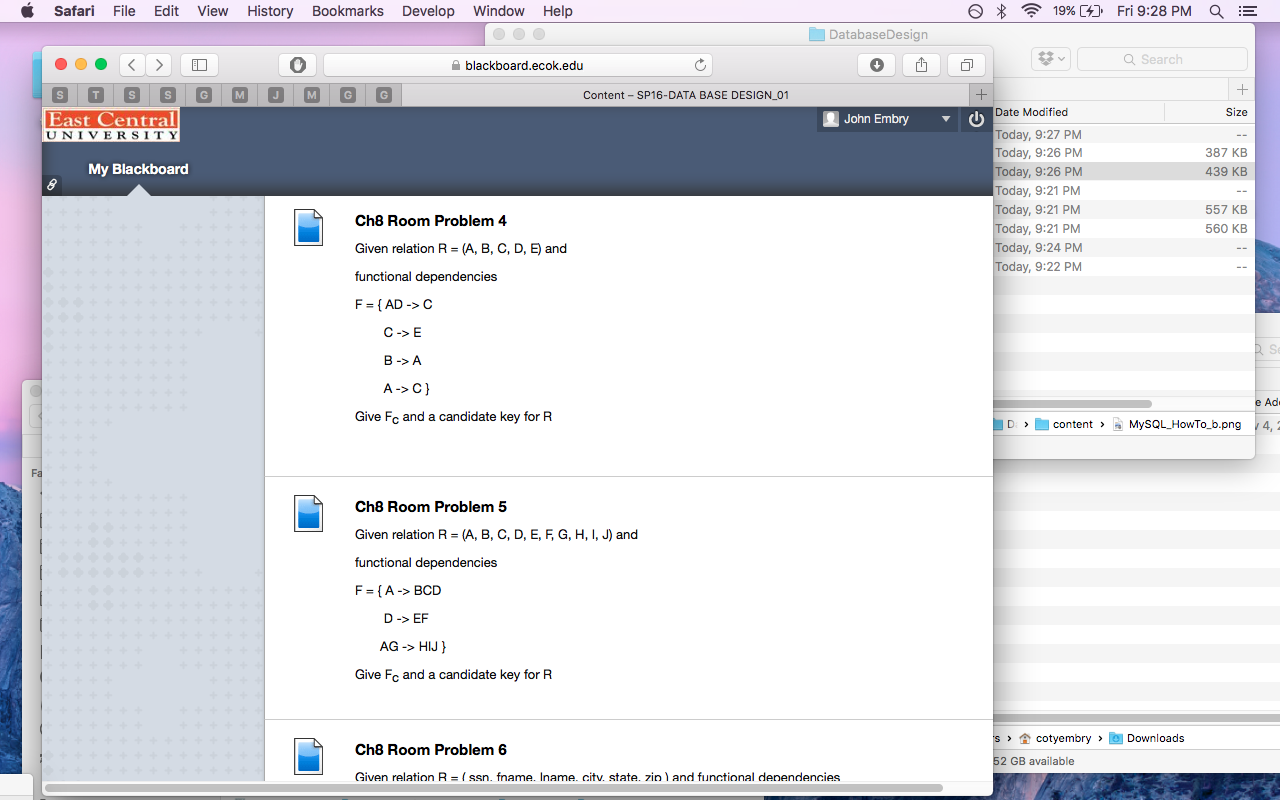 Safari File Edit View History Bookmarks Develop Window Help 19% Fri 9:28 PM
DatabaseDesign
Search
blackboard.ecok.edu
S T S S G M J M G G Content – SP16-DATA BASE DESIGN_01
Date Modified Size
East Central
UNIVERSITY
John Embry
My Blackboard
Today, 9:27 PM --
Today, 9:26 PM 387 KB
Today, 9:26 PM 439 KB
Today, 9:21 PM --
Today, 9:21 PM 557 KB
Today, 9:21 PM 560 KB
Today, 9:24 PM --
Today, 9:22 PM --
content › MySQL_HowTo_b.png
Ch8 Room Problem 4
Given relation R = (A, B, C, D, E) and
functional dependencies
F = { AD -> C
C -> E
B -> A
A -> C }
Give Fc and a candidate key for R
Ch8 Room Problem 5
Given relation R = (A, B, C, D, E, F, G, H, I, J) and
functional dependencies
F = { A -> BCD
D -> EF
AG -> HIJ }
Give Fc and a candidate key for R
Ch8 Room Problem 6
Given relation R = ( ssn, fname, lname, city, state, zip ) and functional dependencies
cotyembry › Downloads
52 GB available